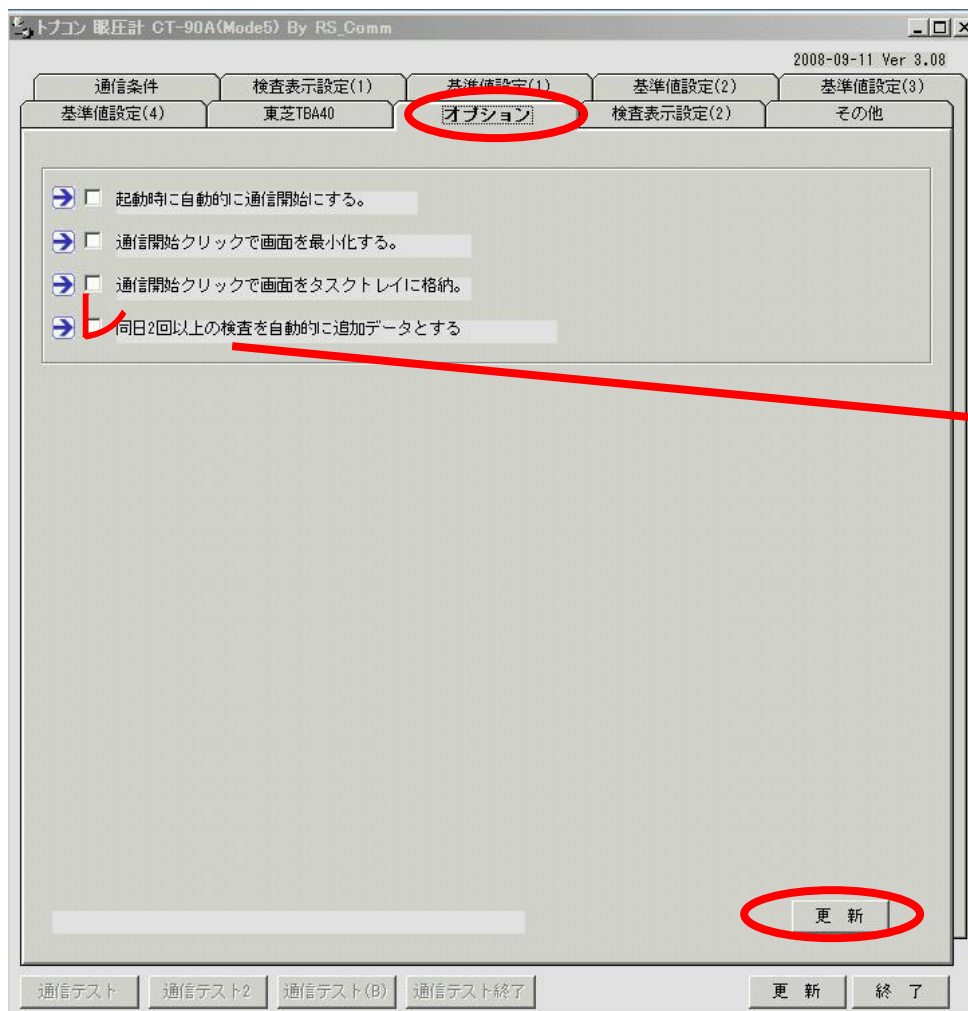 トプコン 眼圧計 CT-90A(Mode5) By RS_Comm
2008-09-11 Ver 3.08
通信条件 検査表示設定(1) 基準値設定(1) 基準値設定(2) 基準値設定(3)
基準値設定(4) 東芝TBA40 オプション 検査表示設定(2) その他
起動時に自動的に通信開始にする。
通信開始クリックで画面を最小化する。
通信開始クリックで画面をタスクトレイに格納。
同日2回以上の検査を自動的に追加データとする
更 新
通信テスト 通信テスト2 通信テスト(B) 通信テスト終了 更 新 終 了